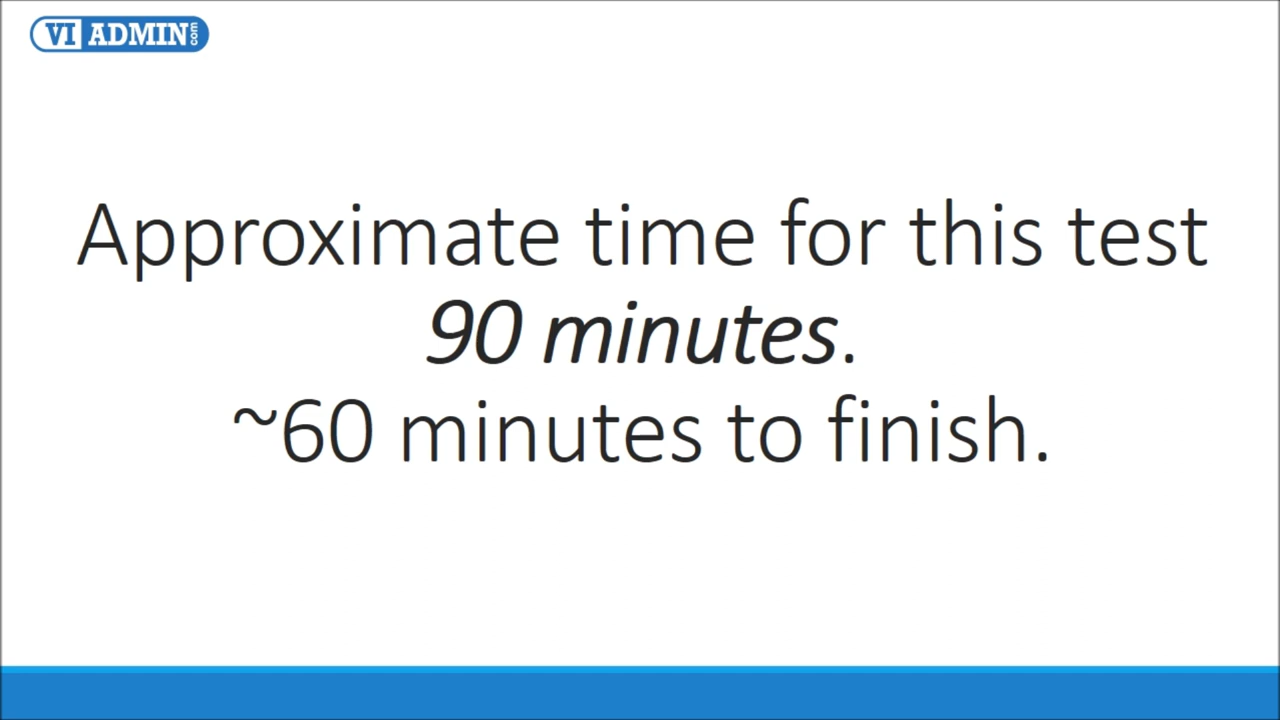 VI ADMIN.com
Approximate time for this test
90 minutes.
~60 minutes to finish.